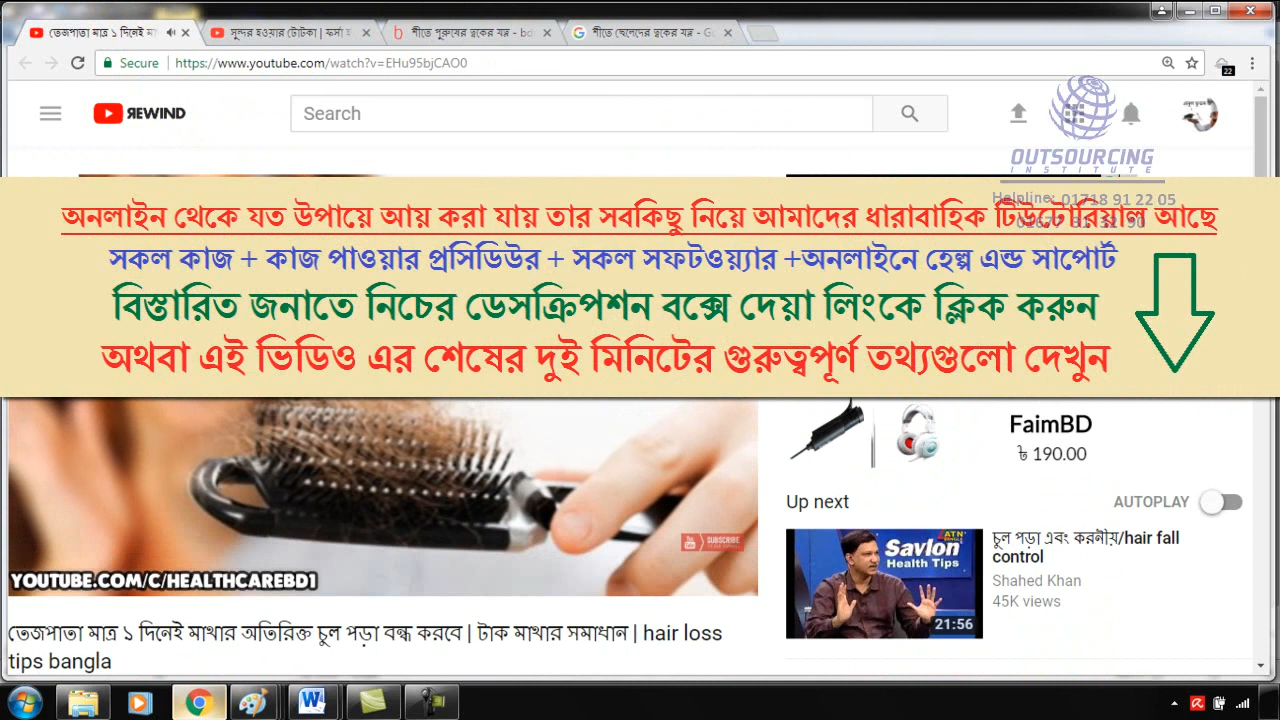 তেজপাতা মাত্র ১ দিনেই মা
সুন্দর হওয়ার টোটকা | ফর্সা হ
শীতে পুরুষের ত্বকের যত্ন - bd
শীতে ছেলেদের ত্বকের যত্ন - G
Secure | https://www.youtube.com/watch?v=EHu95bjCAO0
22
REWIND
Search
OUTSOURCING
INSTITUTE
Helpline: 01718 91 22 05
অনলাইন থেকে যত উপায়ে আয় করা যায় তার সবকিছু নিয়ে আমাদের ধারাবাহিক টিউটোরিয়াল আছে
সকল কাজ + কাজ পাওয়ার প্রসিডিউর + সকল সফটওয়্যার +অনলাইনে হেল্প এন্ড সাপোর্ট
বিস্তারিত জনাতে নিচের ডেসক্রিপশন বক্সে দেয়া লিংকে ক্লিক করুন
অথবা এই ভিডিও এর শেষের দুই মিনিটের গুরুত্বপূর্ণ তথ্যগুলো দেখুন
FaimBD
৳ 190.00
Up next
AUTOPLAY
SUBSCRIBE
YOUTUBE.COM/C/HEALTHCAREBD1
ATN
Savlon
Health Tips
21:56
চুল পড়া এবং করনীয়/hair fall
control
Shahed Khan
45K views
তেজপাতা মাত্র ১ দিনেই মাথার অতিরিক্ত চুল পড়া বন্ধ করবে | টাক মাথার সমাধান | hair loss
tips bangla